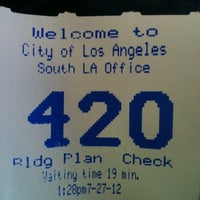 Welcome to
City of Los Angeles
South LA Office
420
Bldg Plan Check
Waiting time 19 min.
1:28pm7-27-12